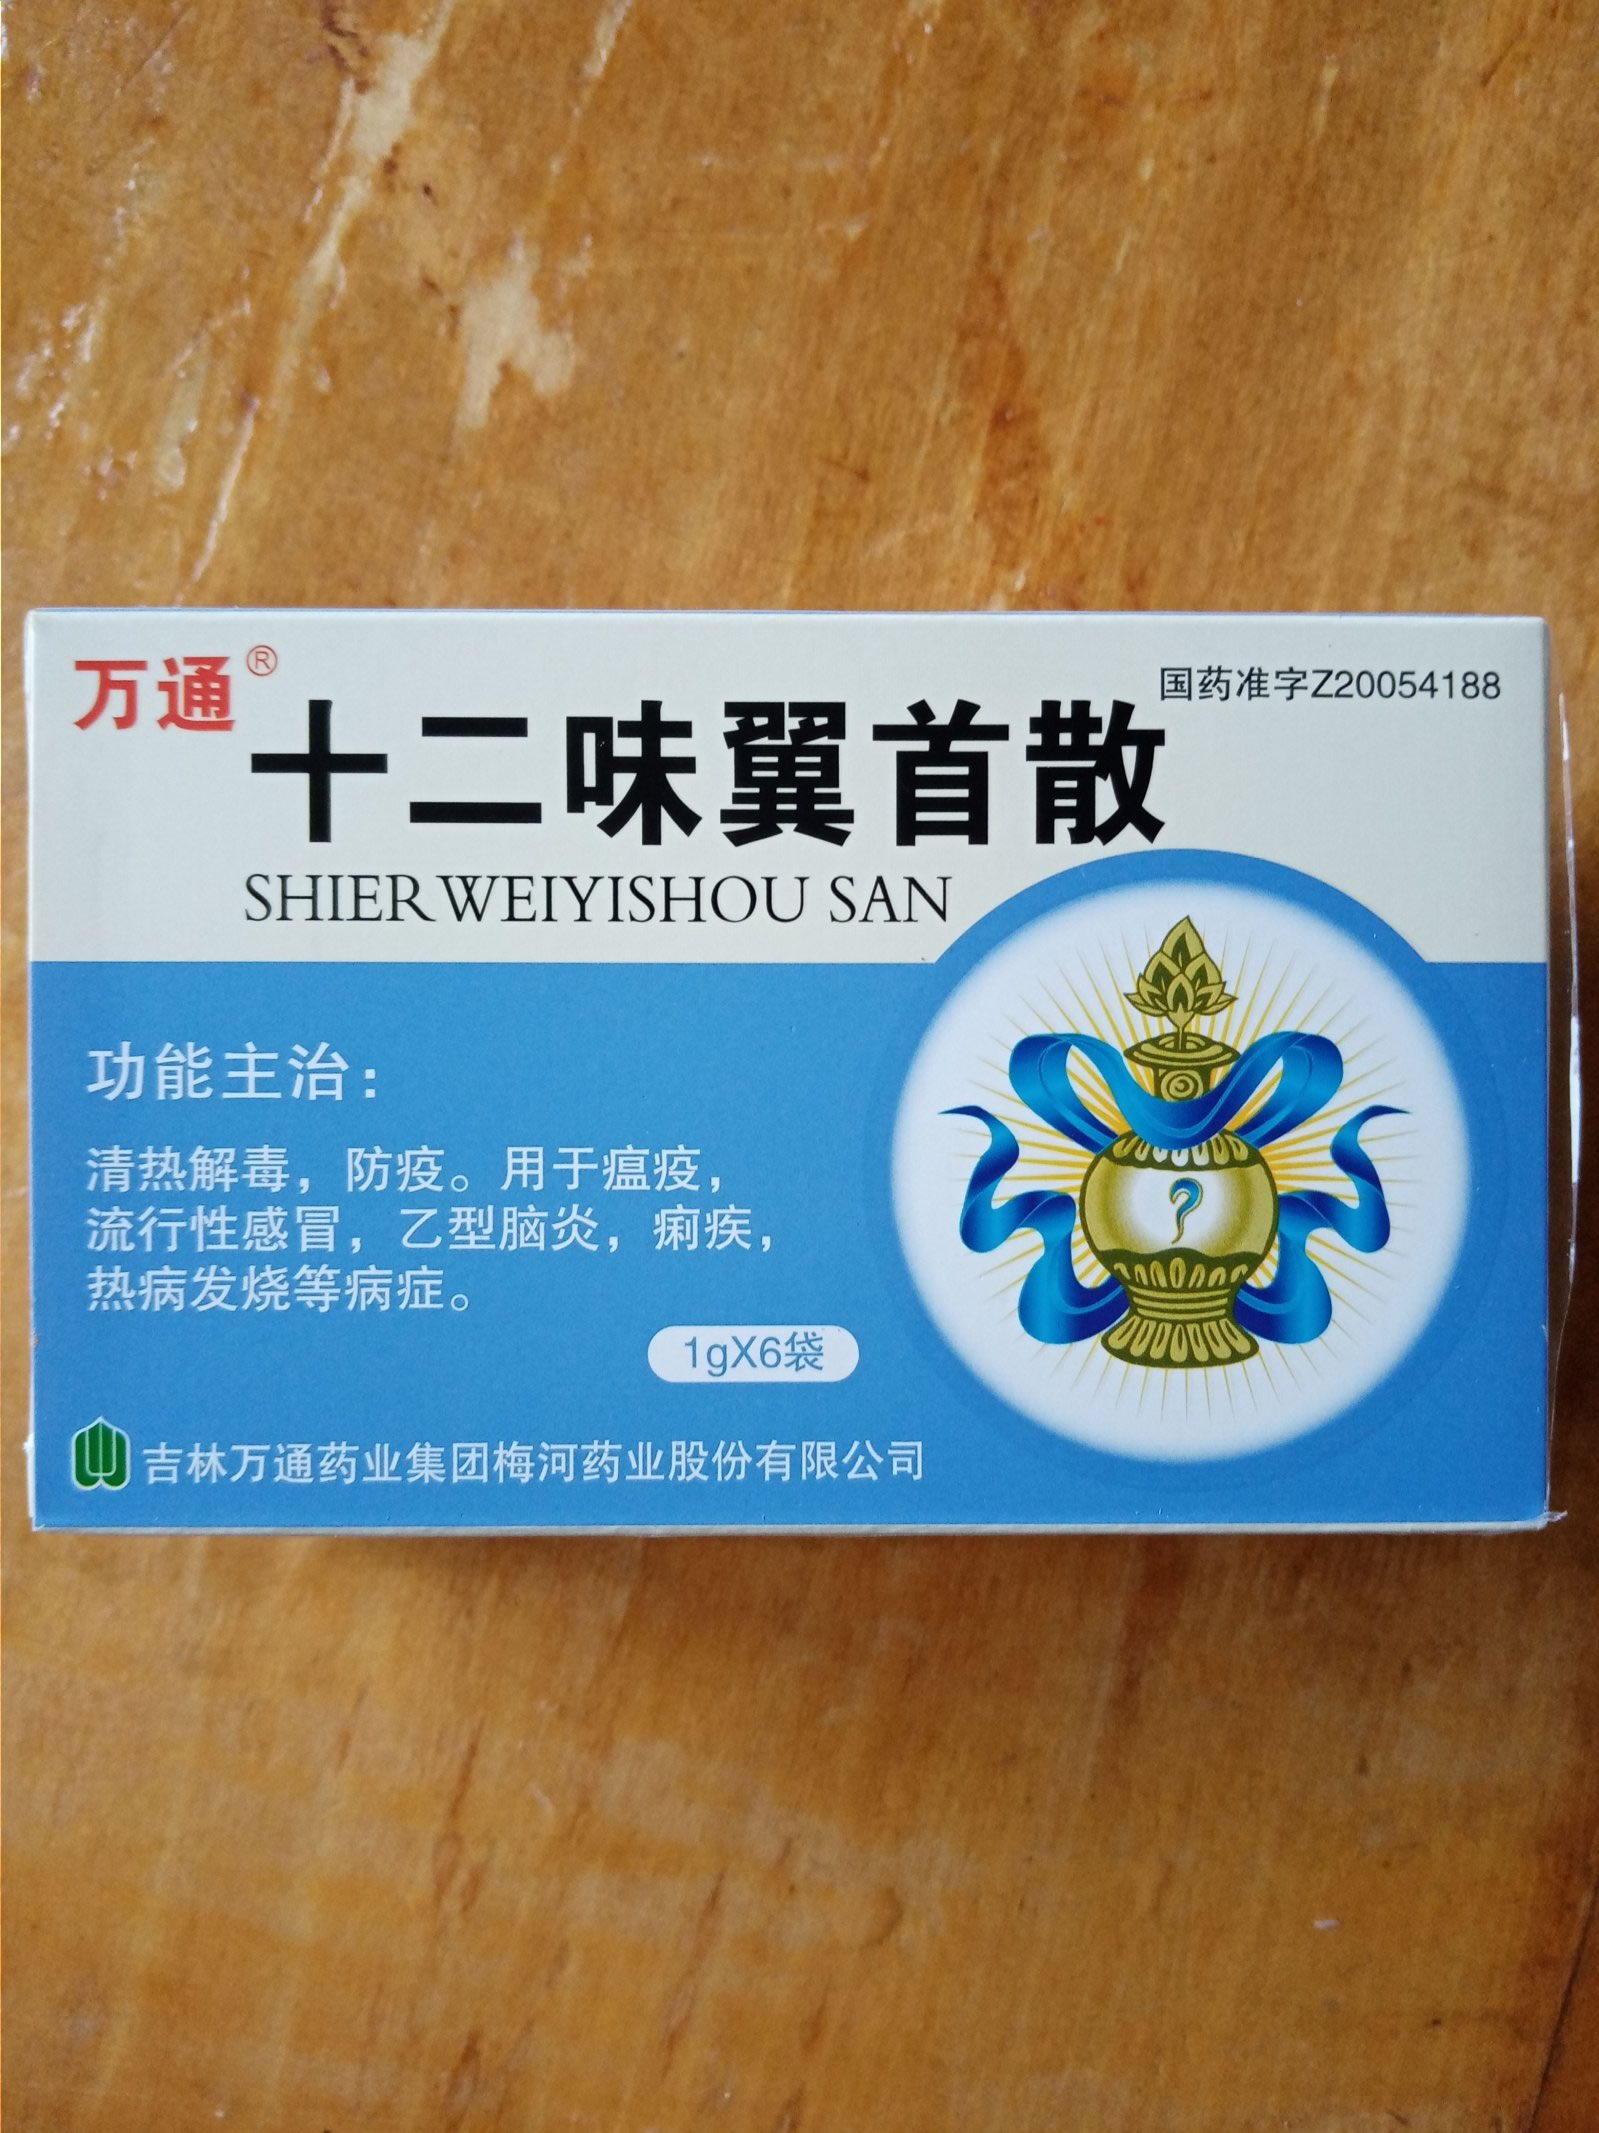 万通®
国药准字Z20054188
十二味翼首散
SHIER WEIYISHOU SAN
功能主治：
清热解毒，防疫。用于瘟疫，
流行性感冒，乙型脑炎，痢疾，
热病发烧等病症。
1gX6袋
吉林万通药业集团梅河药业股份有限公司